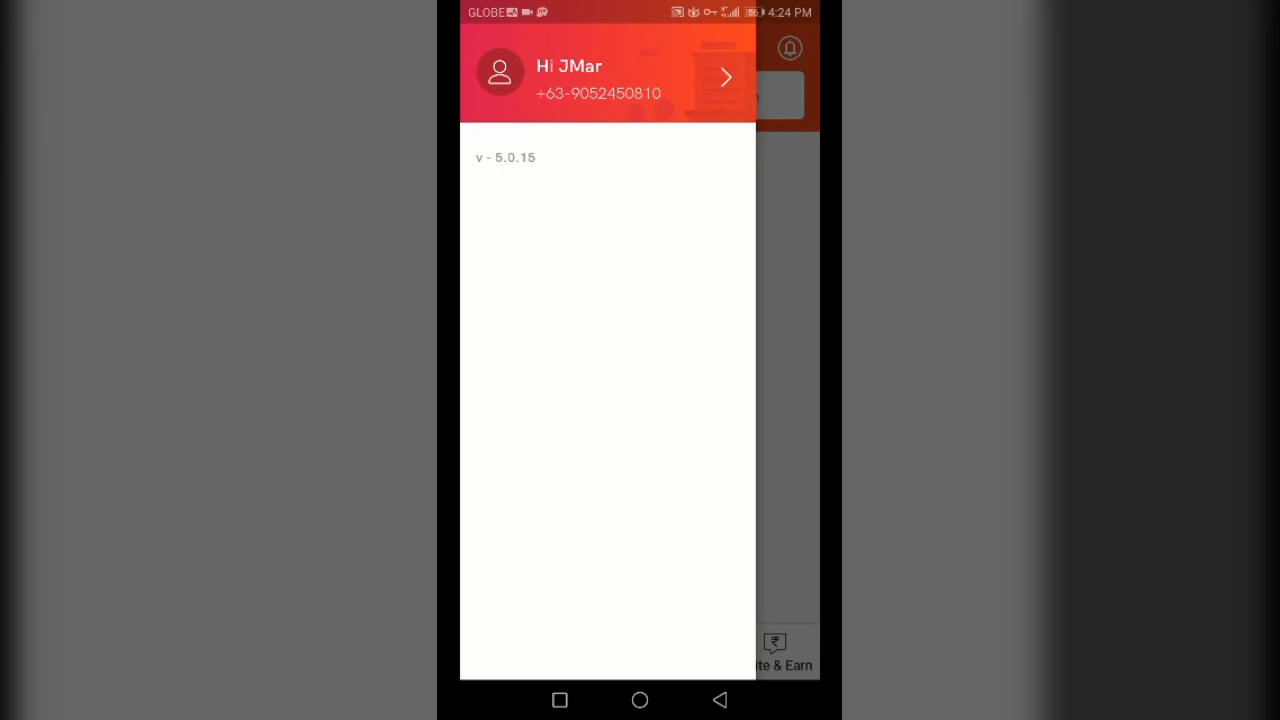 GLOBE 4:24 PM
Hi JMar
+63-9052450810
v - 5.0.15
ite & Earn